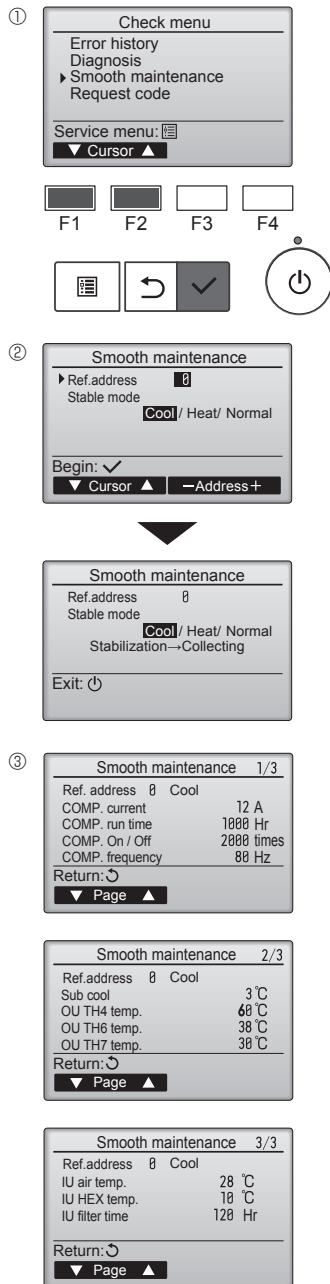 ①
Check menu
Error history
Diagnosis
Smooth maintenance
Request code
Service menu:
▼ Cursor ▲
F1 F2 F3 F4
②
Smooth maintenance
Ref.address 0
Stable mode
Cool / Heat/ Normal
Begin: ✓
▼ Cursor ▲ −Address+
Smooth maintenance
Ref.address 0
Stable mode
Cool / Heat/ Normal
Stabilization→Collecting
Exit:
③
Smooth maintenance 1/3
Ref. address 0 Cool
COMP. current 12 A
COMP. run time 1000 Hr
COMP. On / Off 2000 times
COMP. frequency 80 Hz
Return:
▼ Page ▲
Smooth maintenance 2/3
Ref.address 0 Cool
Sub cool 3 ℃
OU TH4 temp. 60 ℃
OU TH6 temp. 38 ℃
OU TH7 temp. 30 ℃
Return:
▼ Page ▲
Smooth maintenance 3/3
Ref.address 0 Cool
IU air temp. 28 ℃
IU HEX temp. 10 ℃
IU filter time 120 Hr
Return:
▼ Page ▲